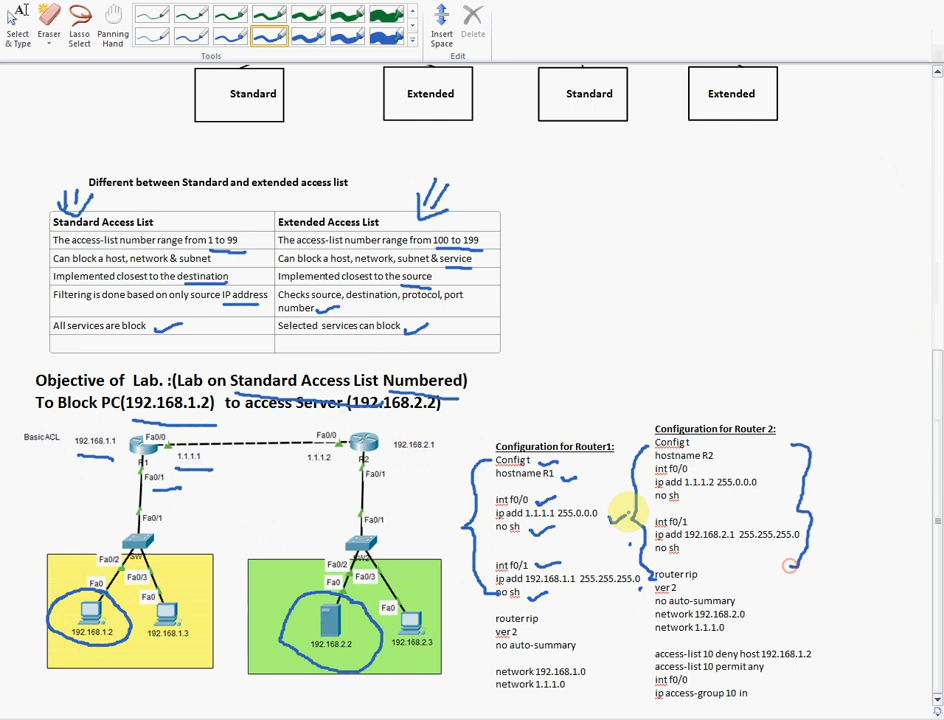 Select & Type
Eraser
Lasso Select
Panning Hand
Insert Space
Delete
Tools
Edit
Standard
Extended
Standard
Extended
Different between Standard and extended access list
Standard Access List
Extended Access List
The access-list number range from 1 to 99
The access-list number range from 100 to 199
Can block a host, network & subnet
Can block a host, network, subnet & service
Implemented closest to the destination
Implemented closest to the source
Filtering is done based on only source IP address
Checks source, destination, protocol, port
number
All services are block
Selected services can block
Objective of Lab. :(Lab on Standard Access List Numbered)
To Block PC(192.168.1.2) to access Server (192.168.2.2)
Basic ACL
192.168.1.1
Fa0/0
R1
1.1.1.1
Fa0/1
Fa0/1
Fa0/2
Fa0/3
Fa0
Fa0
192.168.1.2
192.168.1.3
Fa0/0
1.1.1.2
R2
192.168.2.1
Fa0/1
Fa0/1
SW2
Fa0/2
Fa0/3
Fa0
Fa0
192.168.2.2
192.168.2.3
Configuration for Router1:
Config t
hostname R1
int f0/0
ip add 1.1.1.1 255.0.0.0
no sh
int f0/1
ip add 192.168.1.1 255.255.255.0
no sh
router rip
ver 2
no auto-summary
network 192.168.1.0
network 1.1.1.0
Configuration for Router 2:
Config t
hostname R2
int f0/0
ip add 1.1.1.2 255.0.0.0
no sh
int f0/1
ip add 192.168.2.1 255.255.255.0
no sh
router rip
ver 2
no auto-summary
network 192.168.2.0
network 1.1.1.0
access-list 10 deny host 192.168.1.2
access-list 10 permit any
int f0/0
ip access-group 10 in